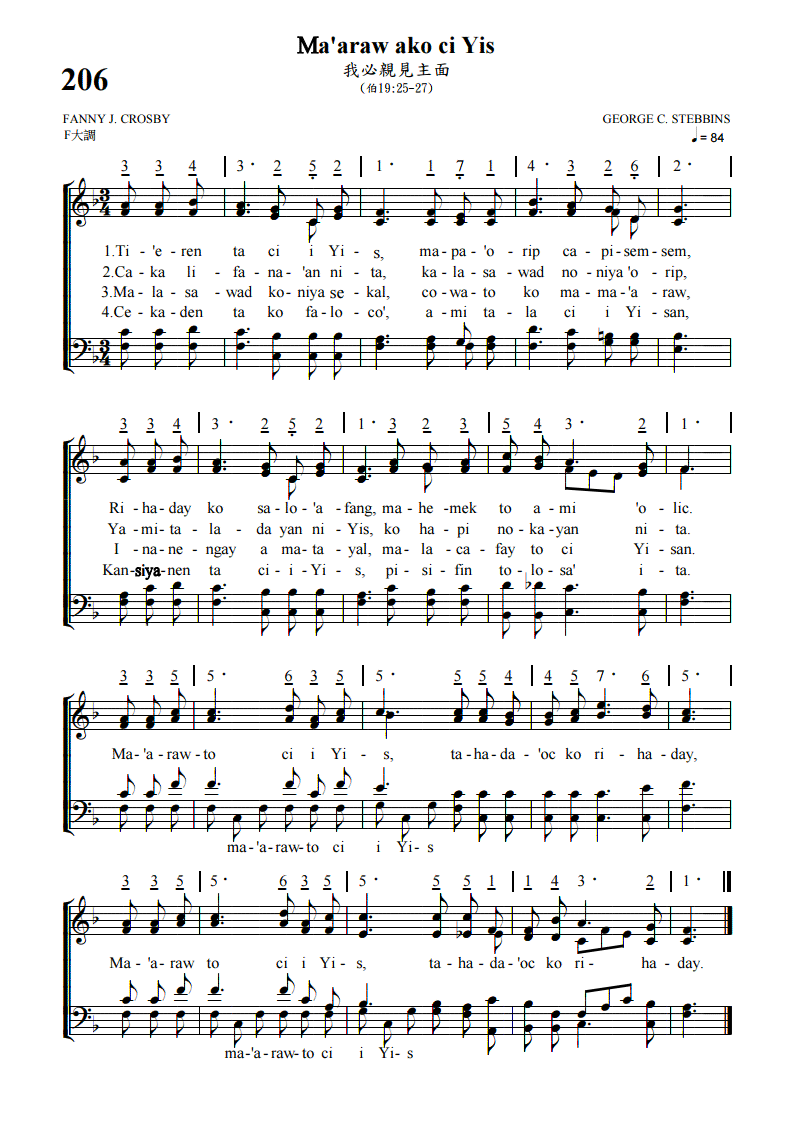 Ma'araw ako ci Yis
206
我必親見主面
(伯19:25-27)
FANNY J. CROSBY
GEORGE C. STEBBINS
F大調
♩= 84
3 3 4 | 3 · 2 5 2 | 1 · 1 7 1 | 4 · 3 2 6 | 2 · |
1.Ti - 'e - ren ta ci i Yi - s, ma - pa - 'o - rip ca - pi - sem - sem,
2.Ca - ka li - fa - na - 'an ni - ta, ka - la - sa - wad no - niya 'o - rip,
3.Ma - la - sa - wad ko - niya se - kal, co - wa - to ko ma - ma - 'a - raw,
4.Ce - ka - den ta ko fa - lo - co', a - mi ta - la ci i Yi - san,
3 3 4 | 3 · 2 5 2 | 1 · 3 2 3 | 5 4 3 · 2 | 1 · |
Ri - ha - day ko sa - lo - 'a - fang, ma - he - mek to a - mi 'o - lic.
Ya - mi - ta - la - da yan ni - Yis, ko ha - pi no - ka - yan ni - ta.
I - na - ne - ngay a ma - ta - yal, ma - la - ca - fay to ci Yi - san.
Kan - siya - nen ta ci - i - Yi - s, pi - si - fin to - lo - sa' i - ta.
3 3 5 | 5 · 6 3 5 | 5 · 5 5 4 | 4 5 7 · 6 | 5 · |
Ma - 'a - raw - to ci i Yi - s, ta - ha - da - 'oc ko ri - ha - day,
ma - 'a - raw - to ci i Yi - s
3 3 5 | 5 · 6 3 5 | 5 · 5 5 1 | 1 4 3 · 2 | 1 · ||
Ma - 'a - raw to ci i Yi - s, ta - ha - da - 'oc ko ri - ha - day.
ma - 'a - raw - to ci i Yi - s